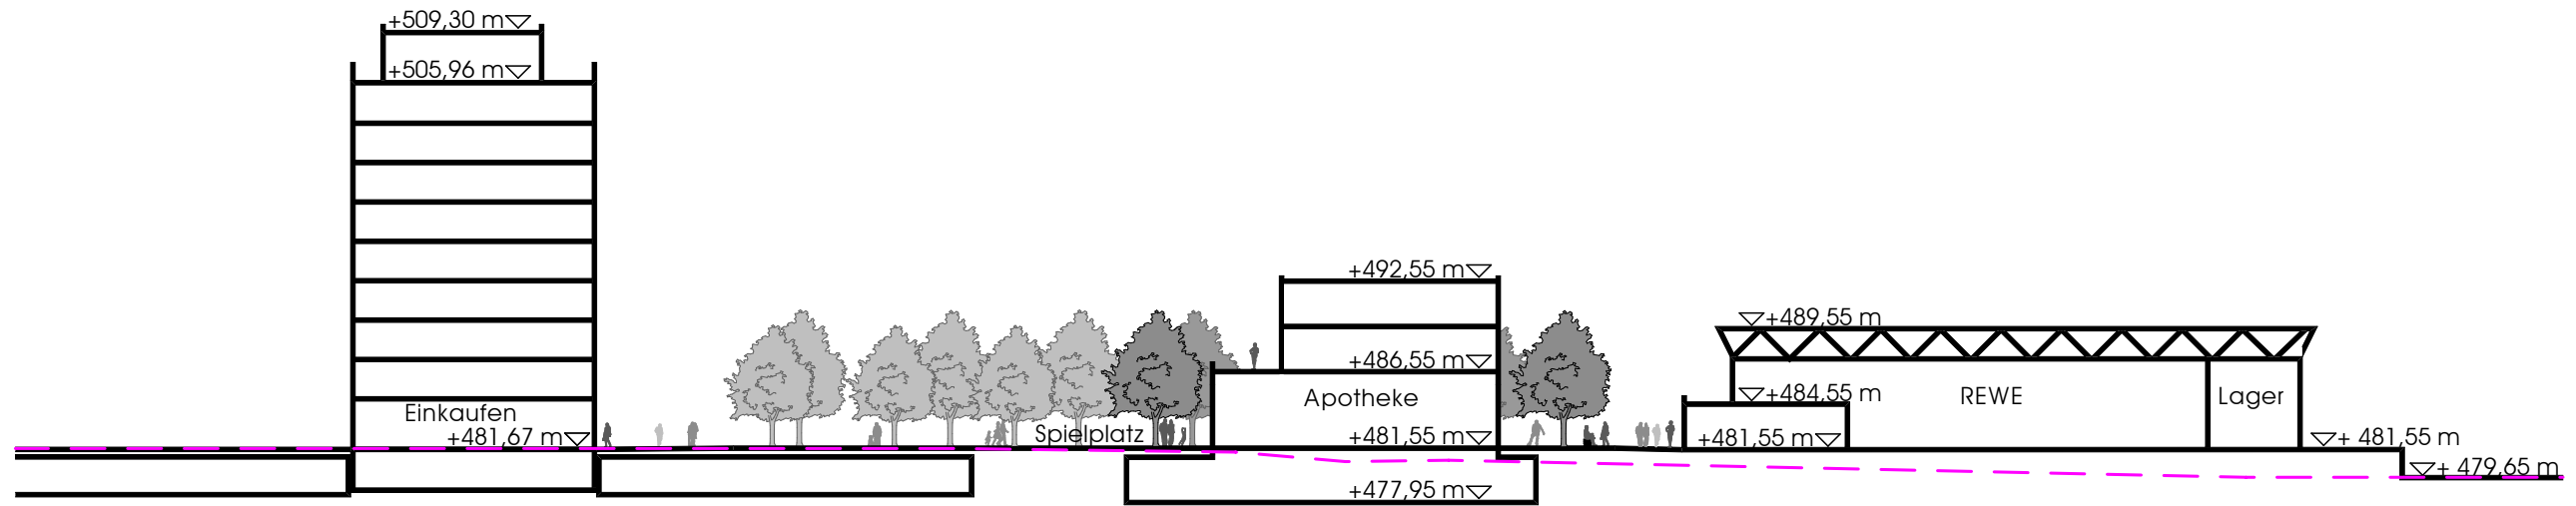 +509,30 m
+505,96 m
Einkaufen
+481,67 m
Spielplatz
+492,55 m
+486,55 m
Apotheke
+481,55 m
+477,95 m
+489,55 m
+484,55 m
+481,55 m
REWE
Lager
+ 481,55 m
+ 479,65 m